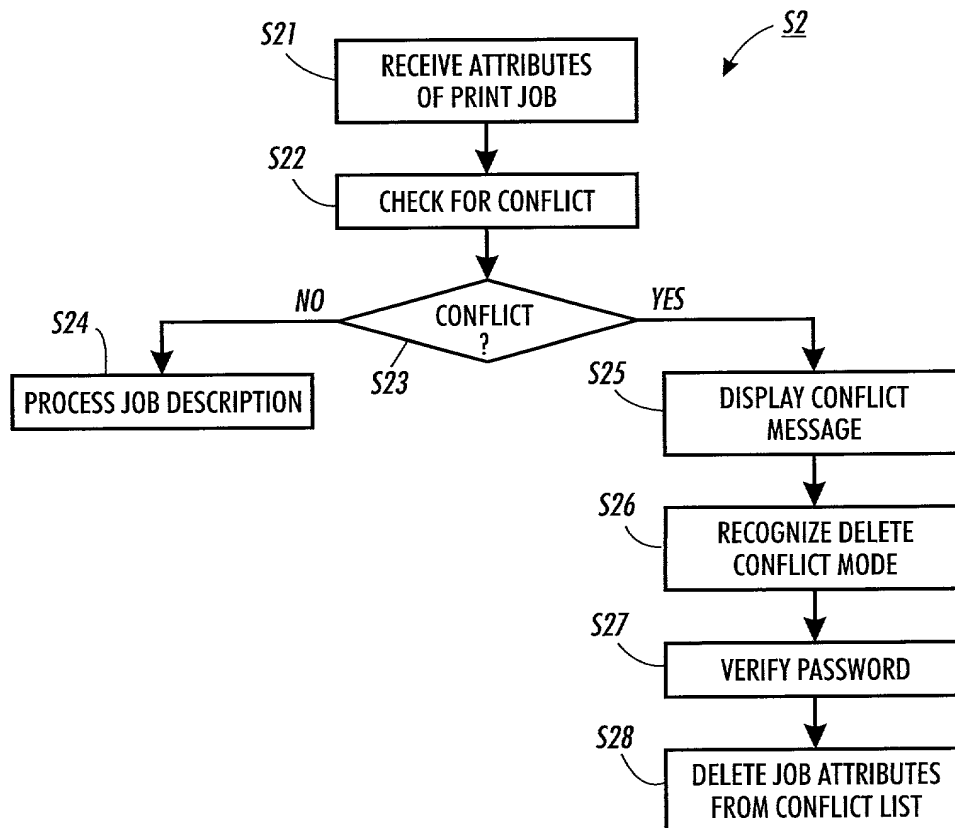 S2
S21
RECEIVE ATTRIBUTES
OF PRINT JOB
S22
CHECK FOR CONFLICT
NO
CONFLICT
?
YES
S23
S24
PROCESS JOB DESCRIPTION
S25
DISPLAY CONFLICT
MESSAGE
S26
RECOGNIZE DELETE
CONFLICT MODE
S27
VERIFY PASSWORD
S28
DELETE JOB ATTRIBUTES
FROM CONFLICT LIST